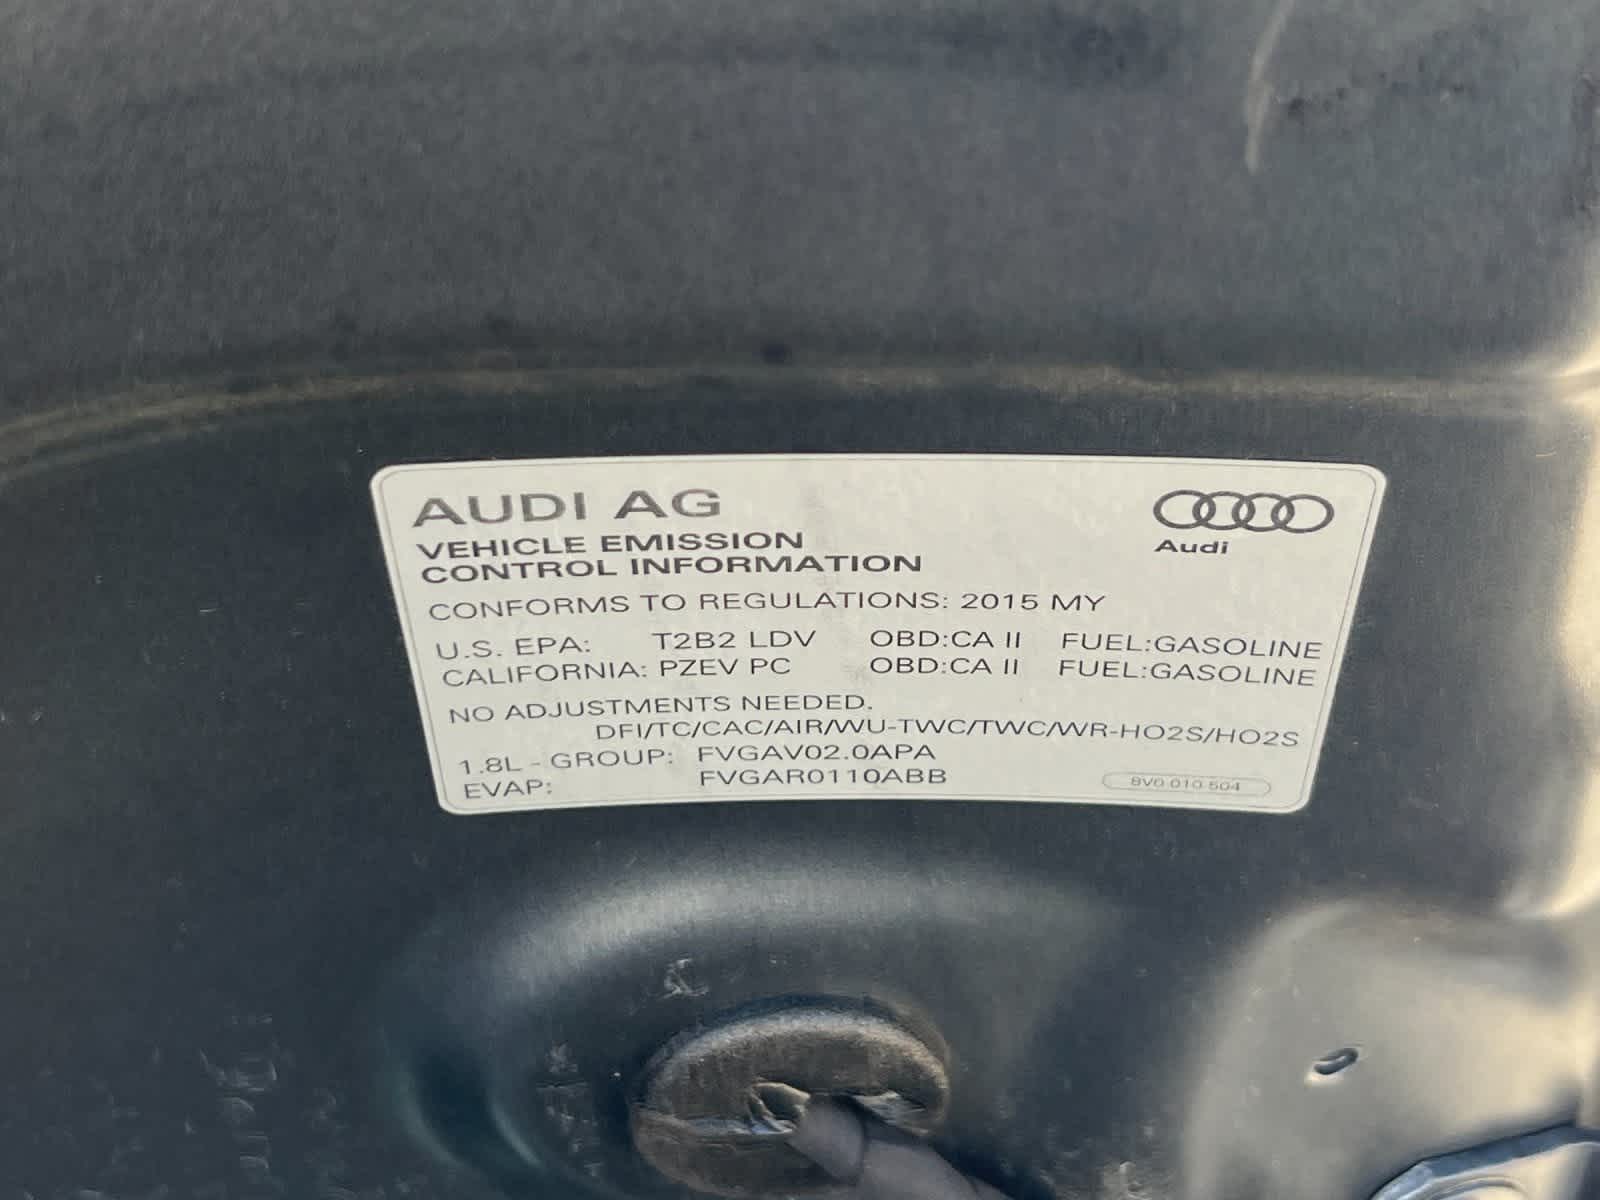 AUDI AG
Audi
VEHICLE EMISSION
CONTROL INFORMATION
CONFORMS TO REGULATIONS: 2015 MY
U.S. EPA: T2B2 LDV OBD:CA II FUEL:GASOLINE
CALIFORNIA: PZEV PC OBD:CA II FUEL:GASOLINE
NO ADJUSTMENTS NEEDED.
DFI/TC/CAC/AIR/WU-TWC/TWC/WR-HO2S/HO2S
1.8L - GROUP: FVGAV02.0APA
EVAP: FVGAR0110ABB
8V0 010 504